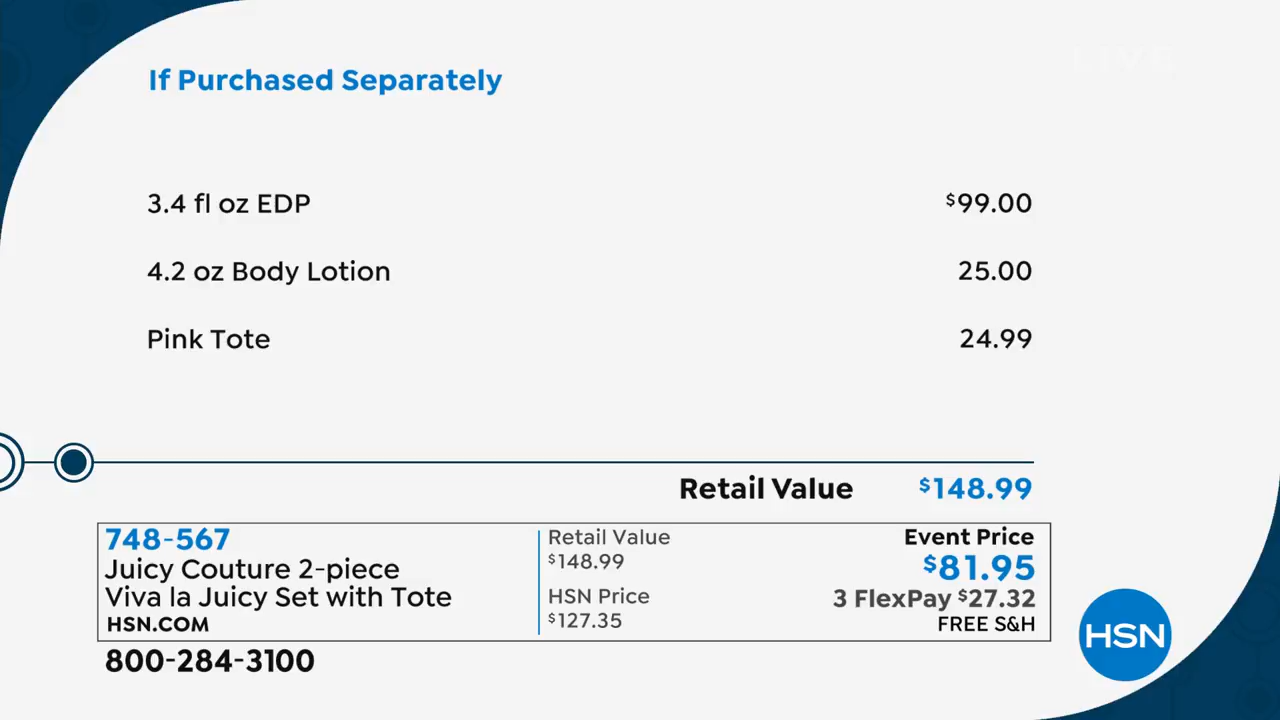 LIVE
If Purchased Separately
3.4 fl oz EDP $99.00
4.2 oz Body Lotion 25.00
Pink Tote 24.99
Retail Value $148.99
748-567
Juicy Couture 2-piece
Viva la Juicy Set with Tote
HSN.COM
Retail Value
$148.99
HSN Price
$127.35
Event Price
$81.95
3 FlexPay $27.32
FREE S&H
800-284-3100
HSN